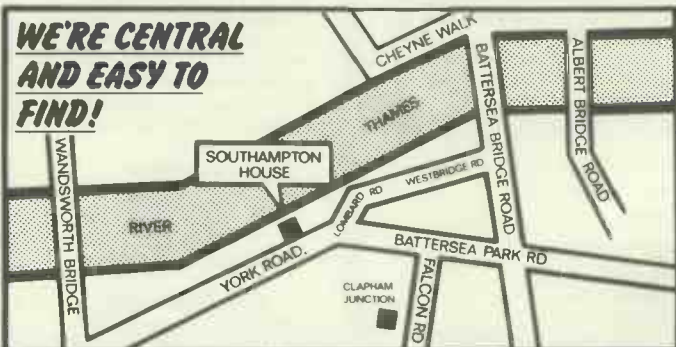 WE'RE CENTRAL
AND EASY TO
FIND!
CHEYNE WALK
BATTERSEA BRIDGE ROAD
ALBERT BRIDGE ROAD
WANDSWORTH BRIDGE
THAMES
SOUTHAMPTON
HOUSE
RIVER
LOMBARD RD
WESTBRIDGE RD
YORK ROAD.
BATTERSEA PARK RD
CLAPHAM
JUNCTION
FALCON RD